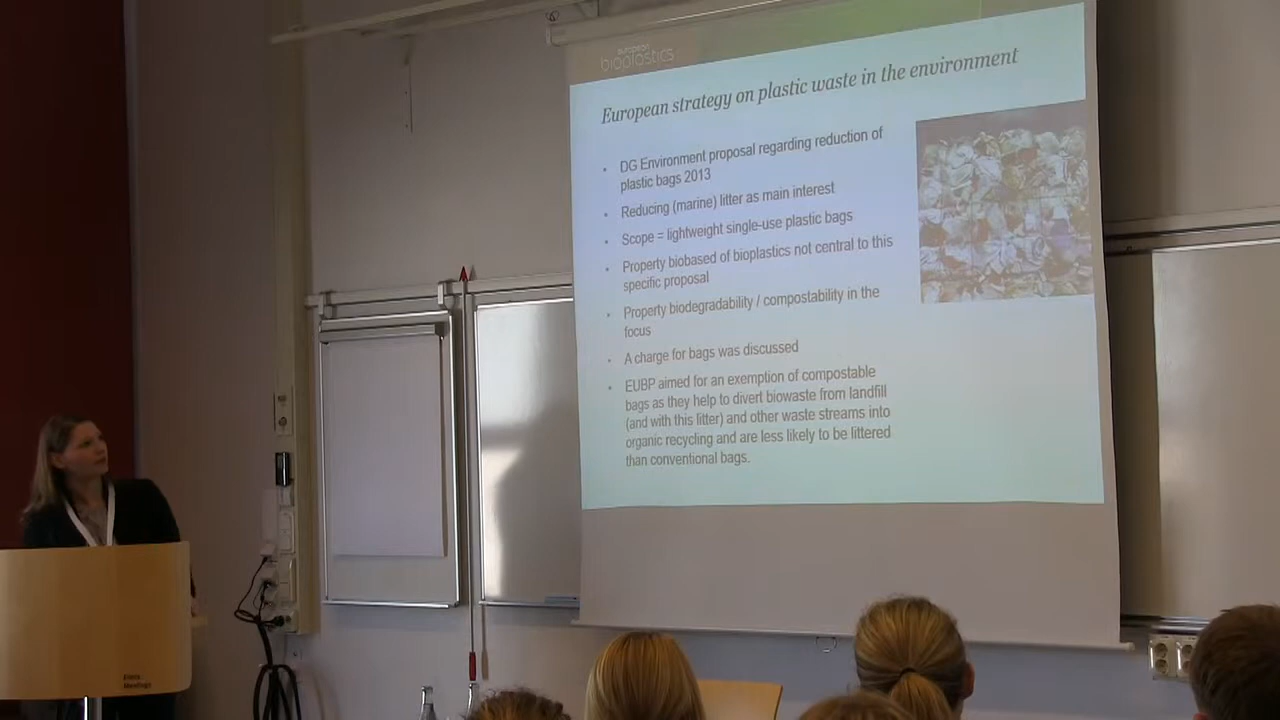 european
bioplastics
European strategy on plastic waste in the environment
• DG Environment proposal regarding reduction of
plastic bags 2013
• Reducing (marine) litter as main interest
• Scope = lightweight single-use plastic bags
• Property biobased of bioplastics not central to this
specific proposal
• Property biodegradability / compostability in the
focus
• A charge for bags was discussed
• EUBP aimed for an exemption of compostable
bags as they help to divert biowaste from landfill
(and with this litter) and other waste streams into
organic recycling and are less likely to be littered
than conventional bags.